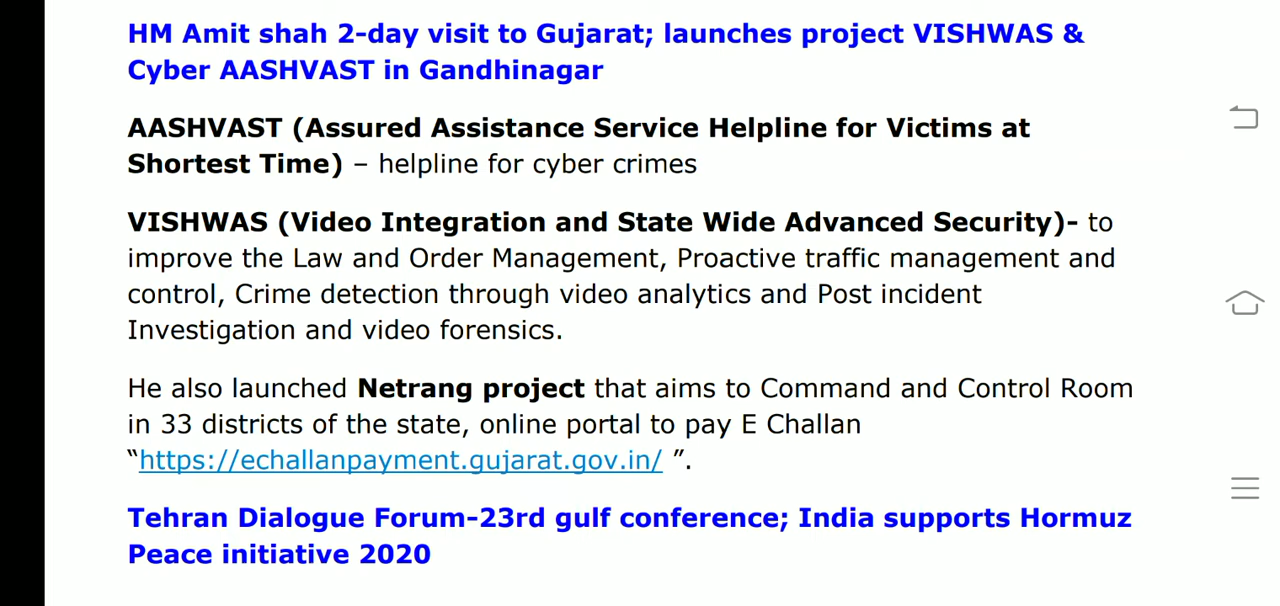 HM Amit shah 2-day visit to Gujarat; launches project VISHWAS &
Cyber AASHVAST in Gandhinagar
AASHVAST (Assured Assistance Service Helpline for Victims at
Shortest Time) – helpline for cyber crimes
VISHWAS (Video Integration and State Wide Advanced Security)- to
improve the Law and Order Management, Proactive traffic management and
control, Crime detection through video analytics and Post incident
Investigation and video forensics.
He also launched Netrang project that aims to Command and Control Room
in 33 districts of the state, online portal to pay E Challan
“https://echallanpayment.gujarat.gov.in/ ”.
Tehran Dialogue Forum-23rd gulf conference; India supports Hormuz
Peace initiative 2020